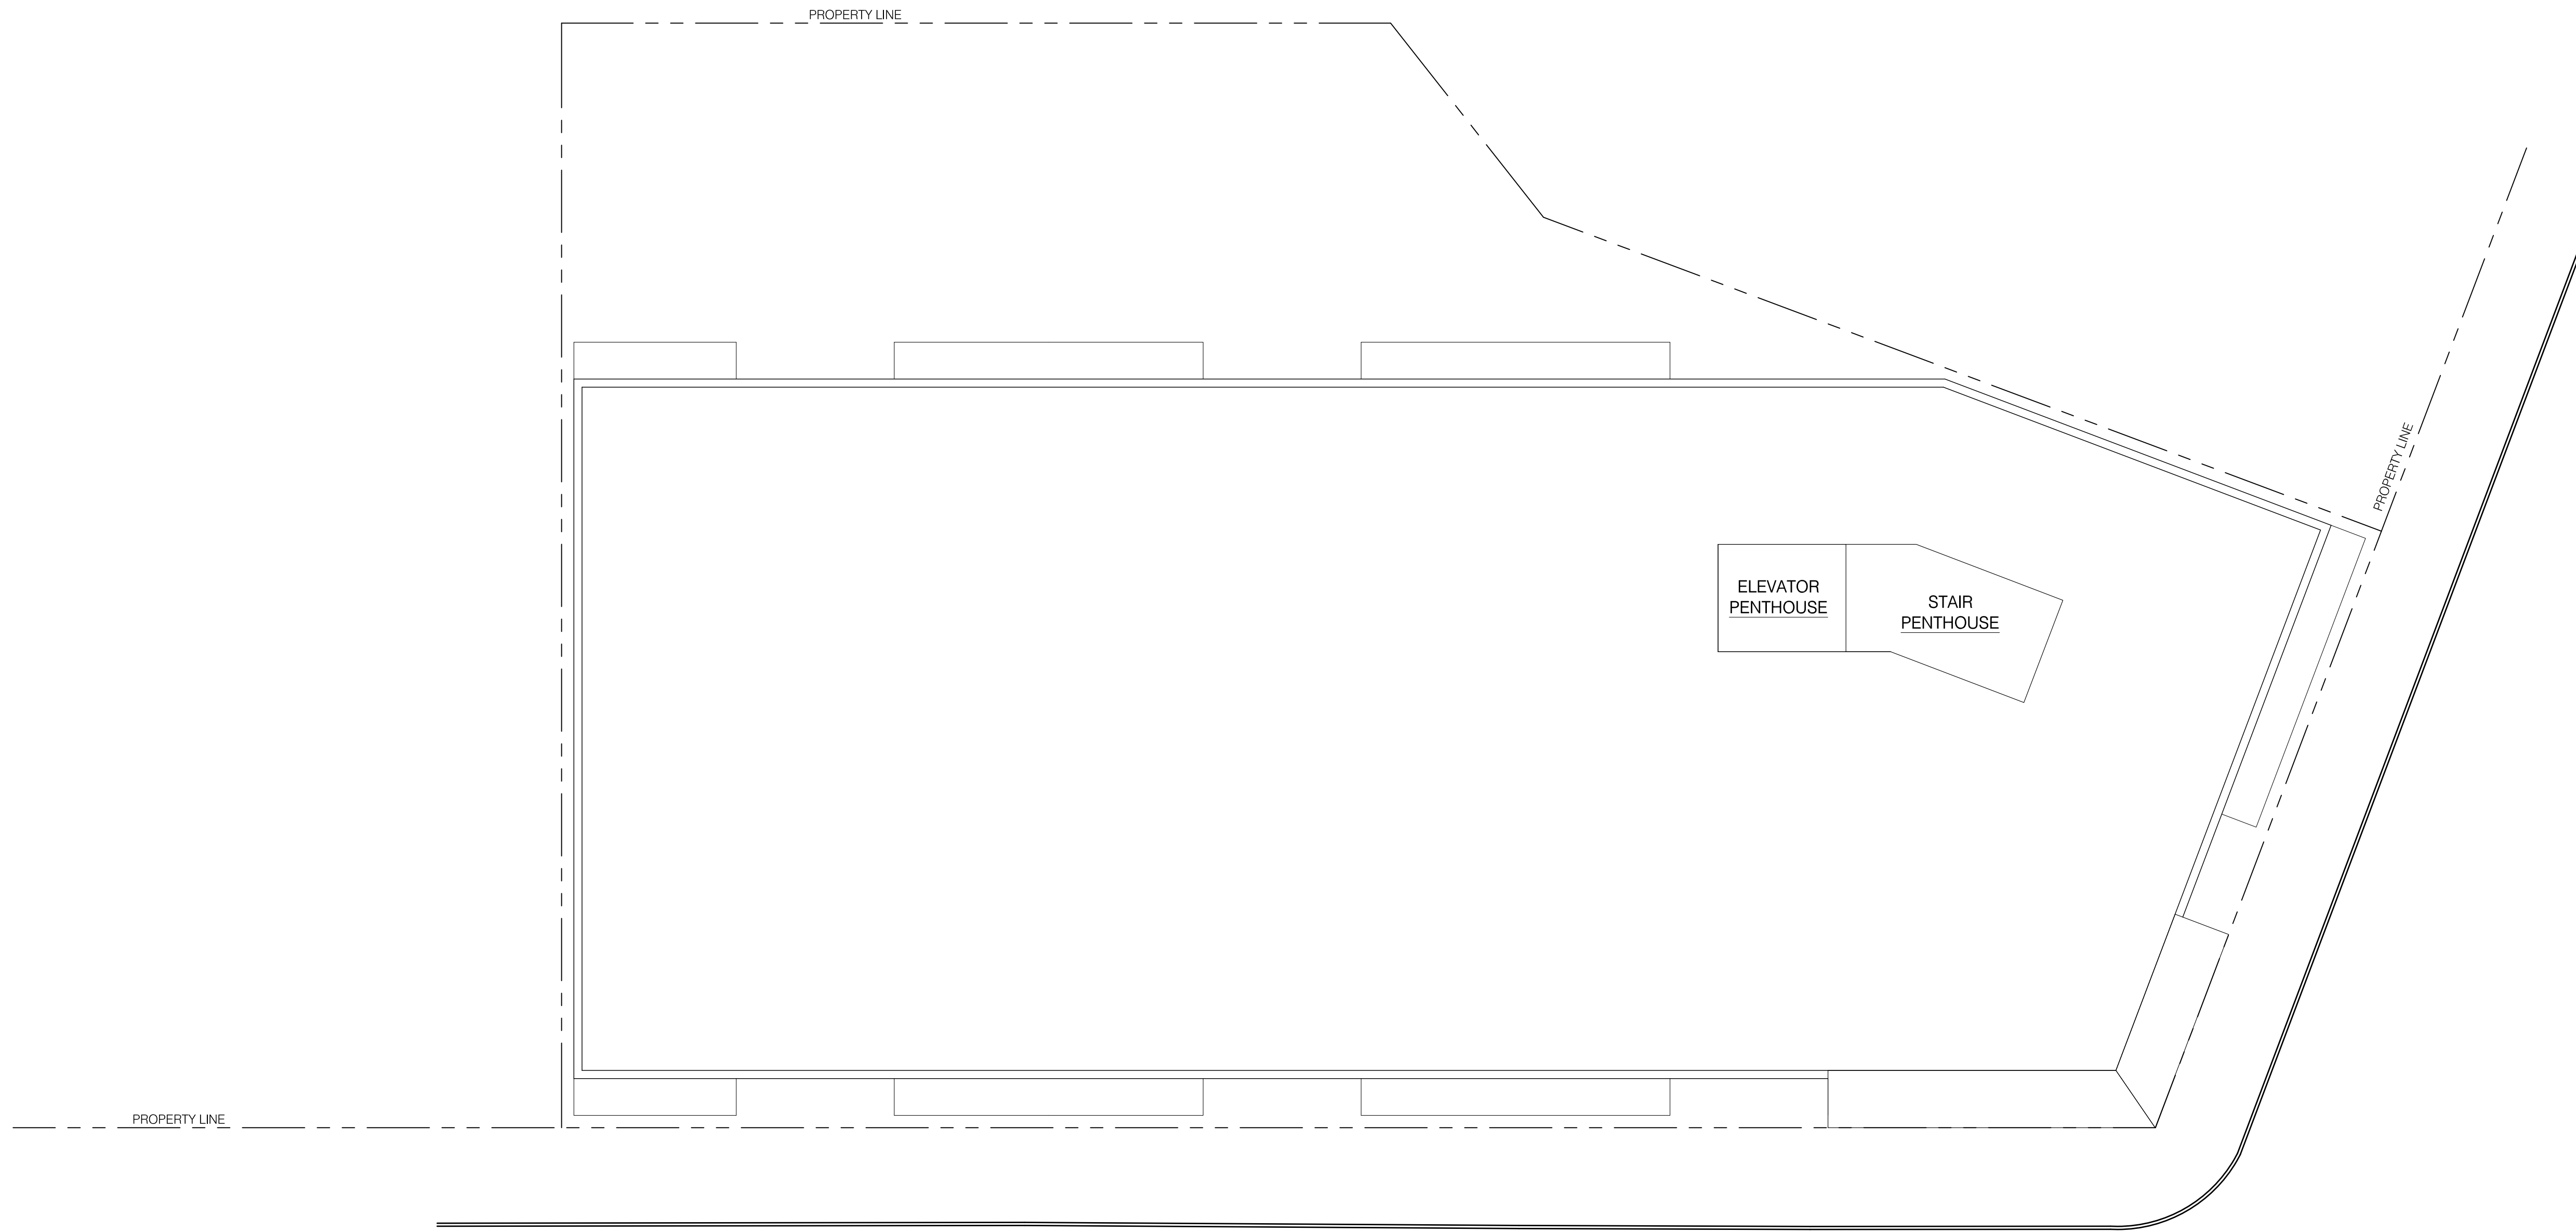 PROPERTY LINE
PROPERTY LINE
ELEVATOR
PENTHOUSE
STAIR
PENTHOUSE
PROPERTY LINE